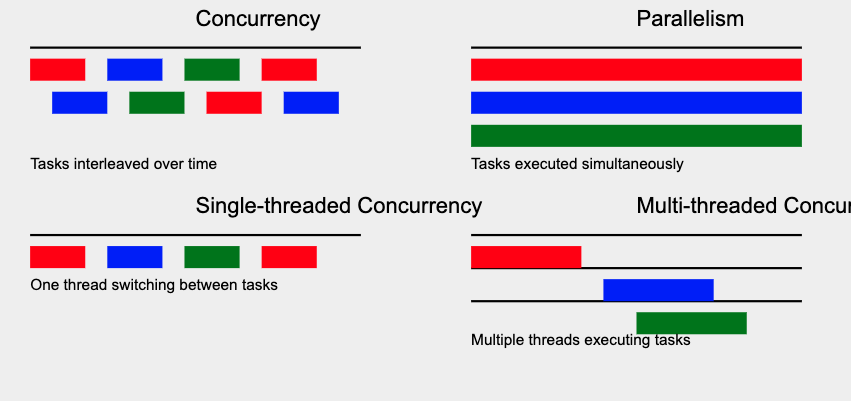 Concurrency
Parallelism
Tasks interleaved over time
Tasks executed simultaneously
Single-threaded Concurrency
Multi-threaded Concur
One thread switching between tasks
Multiple threads executing tasks